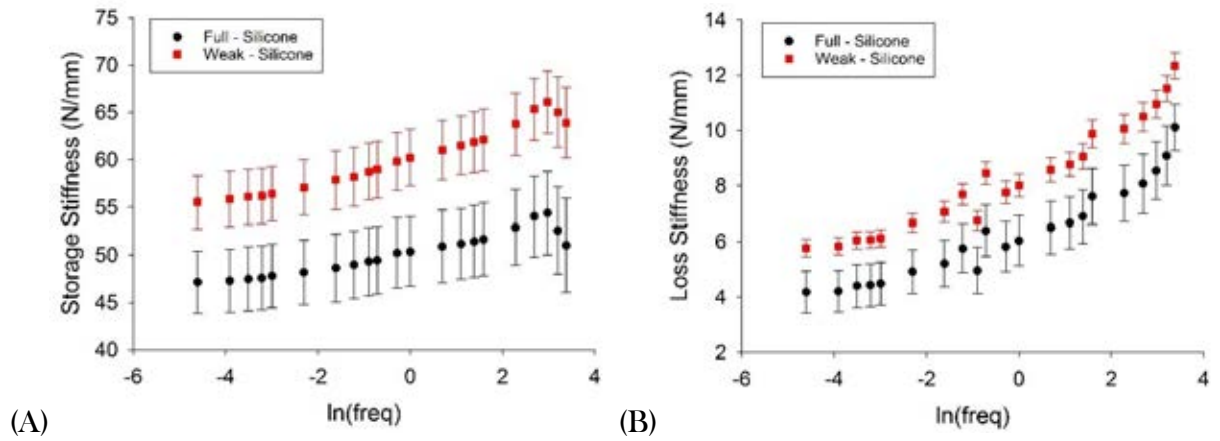 Full - Silicone
Weak - Silicone
Storage Stiffness (N/mm)
75
70
65
60
55
50
45
40
-6
-4
-2
0
2
4
ln(freq)
(A)
Full - Silicone
Weak - Silicone
Loss Stiffness (N/mm)
14
12
10
8
6
4
2
-6
-4
-2
0
2
4
ln(freq)
(B)